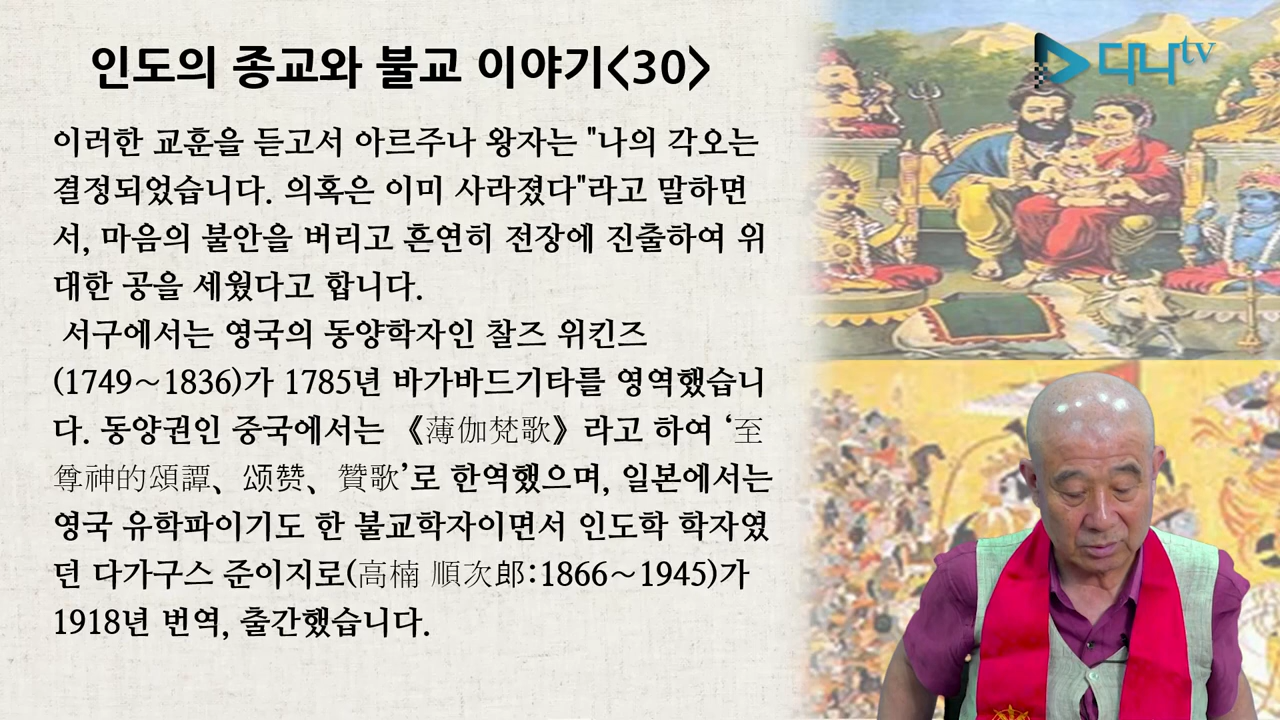 인도의 종교와 불교 이야기<30>
다나tv
이러한 교훈을 듣고서 아르주나 왕자는 "나의 각오는
결정되었습니다. 의혹은 이미 사라졌다"라고 말하면
서, 마음의 불안을 버리고 흔연히 전장에 진출하여 위
대한 공을 세웠다고 합니다.
서구에서는 영국의 동양학자인 찰즈 위킨즈
(1749~1836)가 1785년 바가바드기타를 영역했습니
다. 동양권인 중국에서는 《薄伽梵歌》라고 하여 ‘至
尊神的頌譚、颂赞、贊歌’로 한역했으며, 일본에서는
영국 유학파이기도 한 불교학자이면서 인도학 학자였
던 다가구스 준이지로(高楠 順次郎:1866~1945)가
1918년 번역, 출간했습니다.